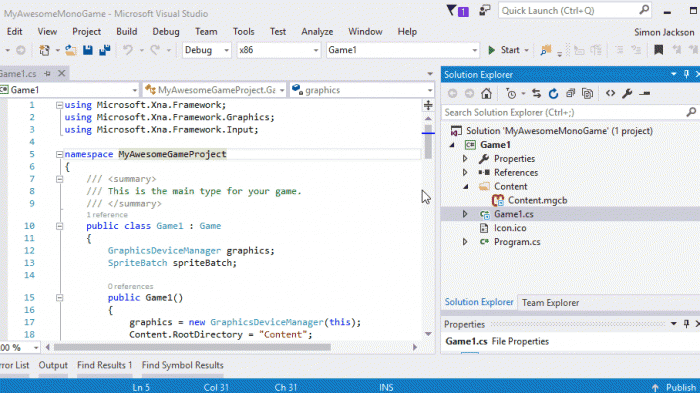 MyAwesomeMonoGame - Microsoft Visual Studio
1
Quick Launch (Ctrl+Q)
Edit View Project Build Debug Team Tools Test Analyze Window Help
Simon Jackson
Debug x86 Game1 Start
Game1.cs
Game1 MyAwesomeGameProject.Ga graphics
1 using Microsoft.Xna.Framework;
2 using Microsoft.Xna.Framework.Graphics;
3 using Microsoft.Xna.Framework.Input;
4
5 namespace MyAwesomeGameProject
6 {
7 /// <summary>
8 /// This is the main type for your game.
9 /// </summary>
1 reference
10 public class Game1 : Game
11 {
12 GraphicsDeviceManager graphics;
13 SpriteBatch spriteBatch;
14
0 references
15 public Game1()
16 {
17 graphics = new GraphicsDeviceManager(this);
18 Content.RootDirectory = "Content";
00 %
Solution Explorer
Search Solution Explorer (Ctrl+;)
Solution 'MyAwesomeMonoGame' (1 project)
Game1
Properties
References
Content
Content.mgcb
Game1.cs
Icon.ico
Program.cs
Solution Explorer Team Explorer
Properties
Game1.cs File Properties
rror List Output Find Results 1 Find Symbol Results
Ln 5 Col 31 Ch 31 INS Publish